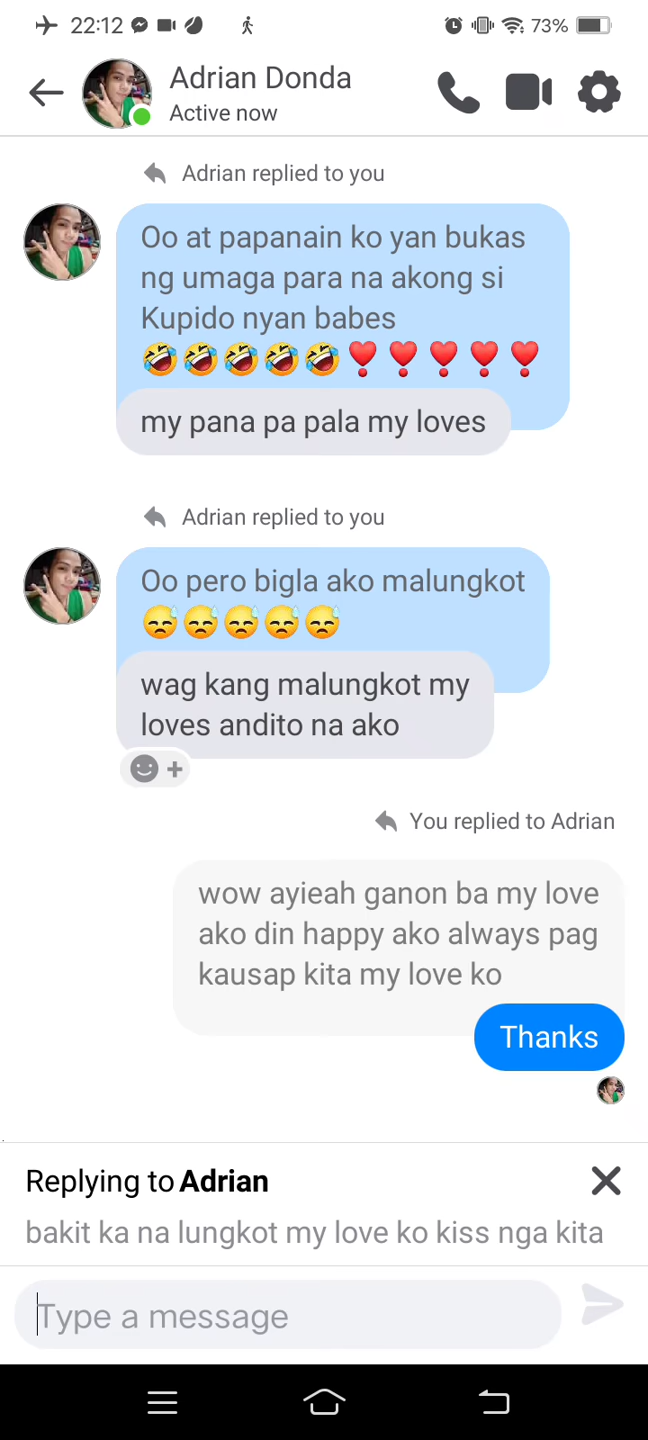 22:12
73%
Adrian Donda
Active now
Adrian replied to you
Oo at papanain ko yan bukas
ng umaga para na akong si
Kupido nyan babes
🤣🤣🤣🤣🤣❣️❣️❣️❣️❣️
my pana pa pala my loves
Adrian replied to you
Oo pero bigla ako malungkot
😓😓😓😓😓
wag kang malungkot my
loves andito na ako
You replied to Adrian
wow ayieah ganon ba my love
ako din happy ako always pag
kausap kita my love ko
Thanks
Replying to Adrian
bakit ka na lungkot my love ko kiss nga kita
Type a message